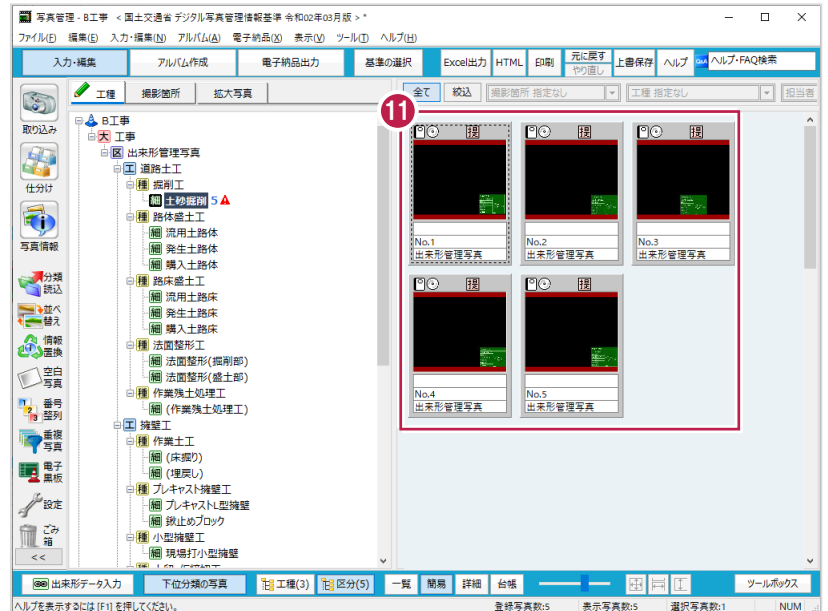 写真管理 - B工事 < 国土交通省 デジタル写真管理情報基準 令和02年03月版 > *
ファイル(F) 編集(E) 入力・編集(N) アルバム(A) 電子納品(X) 表示(V) ツール(T) ヘルプ(H)
入力・編集 アルバム作成 電子納品出力 基準の選択 Excel出力 HTML 印刷 元に戻す やり直し 上書保存 ヘルプ Q&A ヘルプ・FAQ検索
工種 撮影箇所 拡大写真
全て 絞込 撮影箇所 指定なし 工種 指定なし 担当者
11
取り込み
仕分け
写真情報
分類読込
並べ替え
情報置換
空白写真
番号整列
重複写真
電子黒板
設定
ごみ箱
<<
B工事
大 工事
区 出来形管理写真
工 道路土工
種 掘削工
細 土砂掘削 5
種 路体盛土工
細 流用土路体
細 発生土路体
細 購入土路体
種 路床盛土工
細 流用土路床
細 発生土路床
細 購入土路床
種 法面整形工
細 法面整形(掘削部)
細 法面整形(盛土部)
種 作業残土処理工
細 (作業残土処理工)
工 擁壁工
種 作業土工
細 (床掘り)
細 (埋戻し)
種 プレキャスト擁壁工
細 プレキャストL型擁壁
細 鉄止めブロック
種 小型擁壁工
細 現場打小型擁壁
提
No.1
出来形管理写真
提
No.2
出来形管理写真
提
No.3
出来形管理写真
提
No.4
出来形管理写真
提
No.5
出来形管理写真
出来形データ入力 下位分類の写真 工種(3) 区分(5) 一覧 簡易 詳細 台帳 ツールボックス
ヘルプを表示するには [F1] を押してください。 登録写真数:5 表示写真数:5 選択写真数:1 NUM